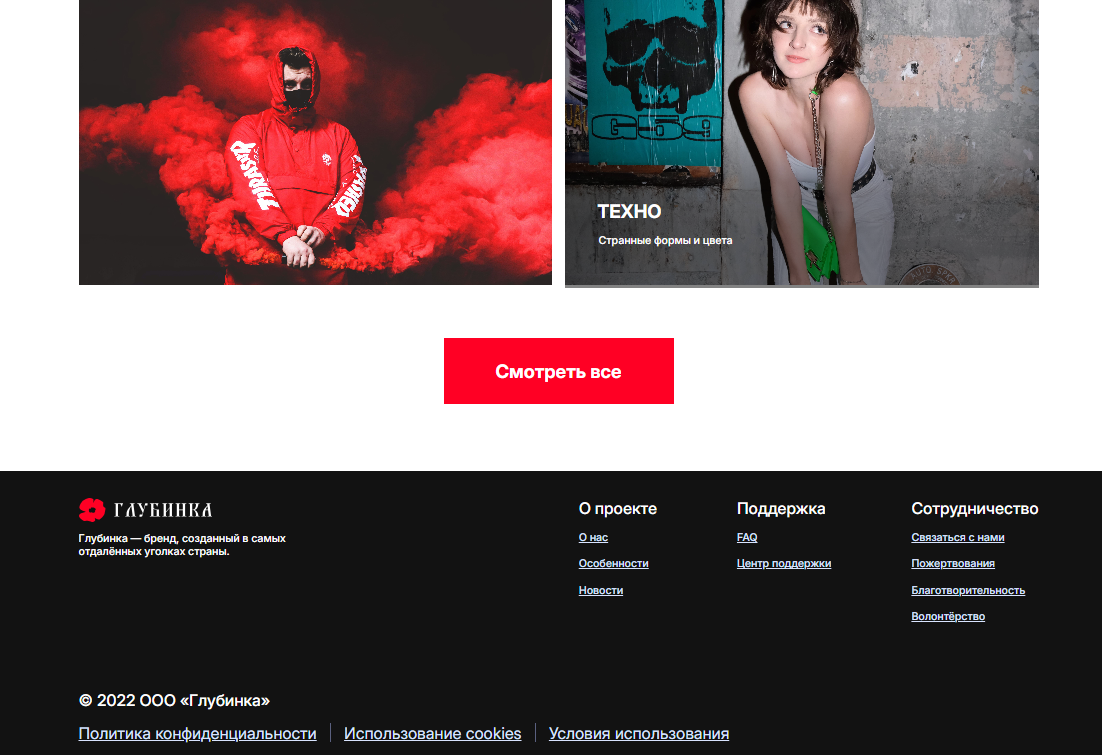 THRASHER
G59
ТЕХНО
Странные формы и цвета
Смотреть все
ГЛУБИНКА
Глубинка — бренд, созданный в самых
отдалённых уголках страны.
О проекте
О нас
Особенности
Новости
Поддержка
FAQ
Центр поддержки
Сотрудничество
Связаться с нами
Пожертвования
Благотворительность
Волонтёрство
© 2022 ООО «Глубинка»
Политика конфиденциальности
Использование cookies
Условия использования